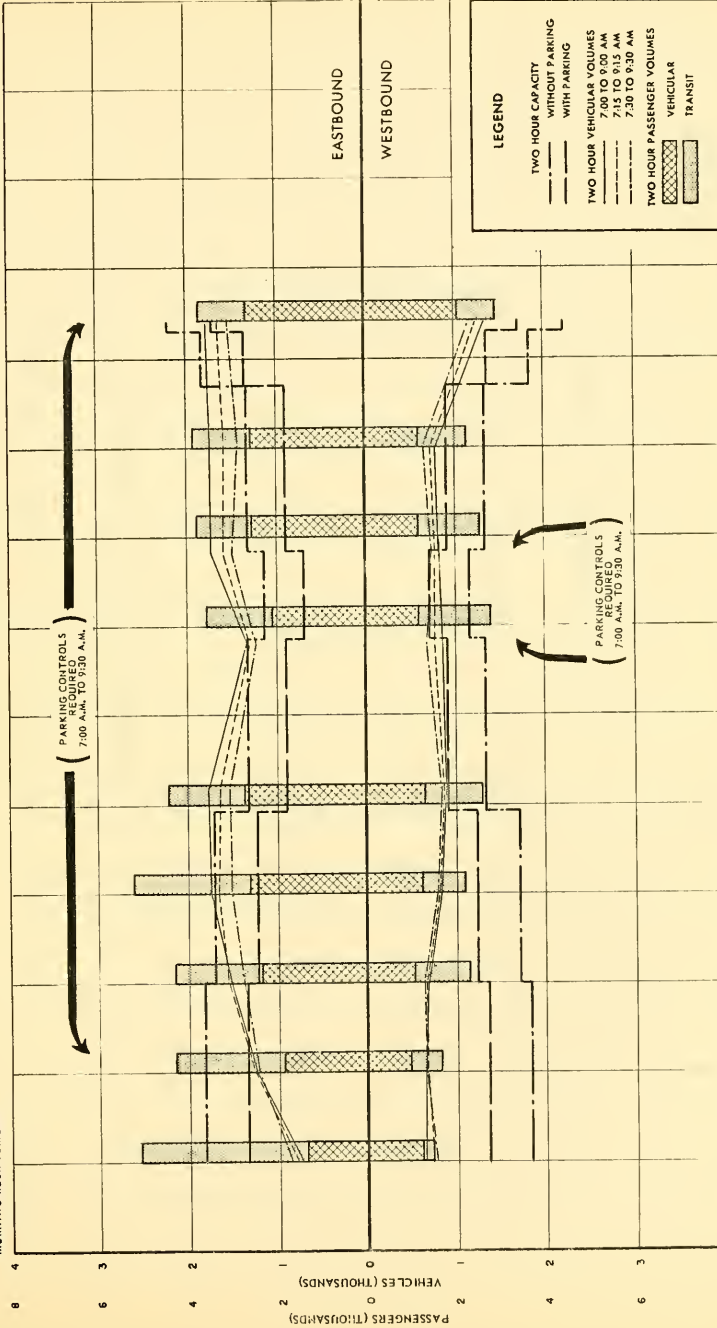 ( PARKING CONTROLS
REQUIRED
7:00 A.M. TO 9:30 A.M. )
EASTBOUND
WESTBOUND
( PARKING CONTROLS
REQUIRED
7:00 A.M. TO 9:30 A.M. )
LEGEND
TWO HOUR CAPACITY
WITHOUT PARKING
WITH PARKING
TWO HOUR VEHICULAR VOLUMES
7:00 TO 9:00 AM
7:15 TO 9:15 AM
7:30 TO 9:30 AM
TWO HOUR PASSENGER VOLUMES
VEHICULAR
TRANSIT
PASSENGERS (THOUSANDS)
8
6
4
2
0
2
4
6
VEHICLES (THOUSANDS)
4
3
2
1
0
1
2
3